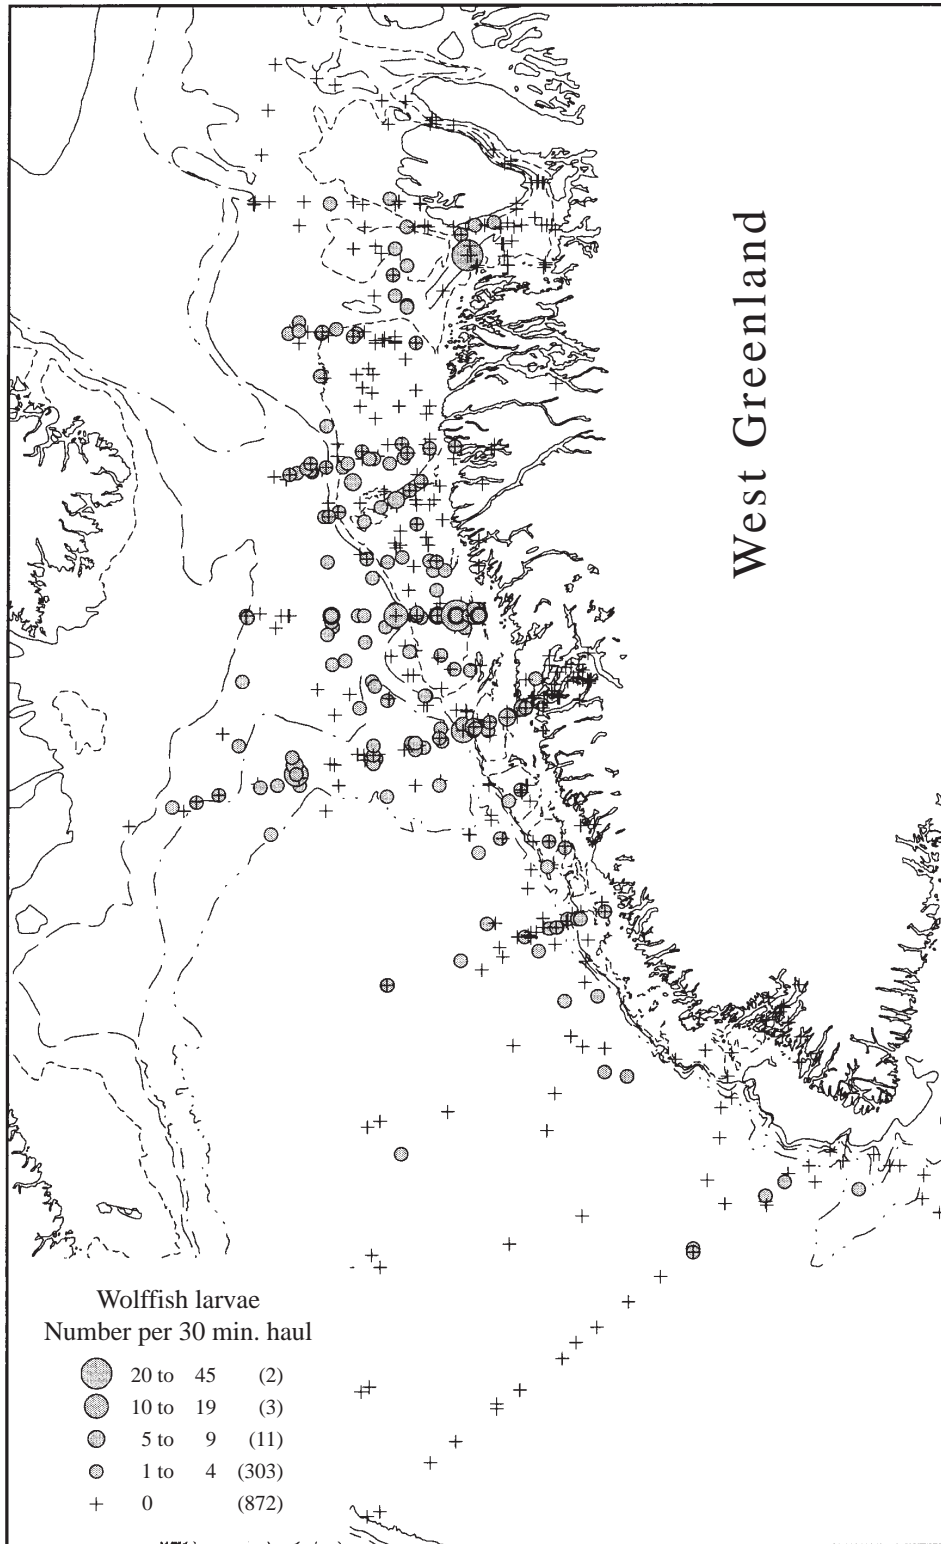 West Greenland
Wolffish larvae
Number per 30 min. haul
20 to 45 (2)
10 to 19 (3)
5 to 9 (11)
1 to 4 (303)
0 (872)